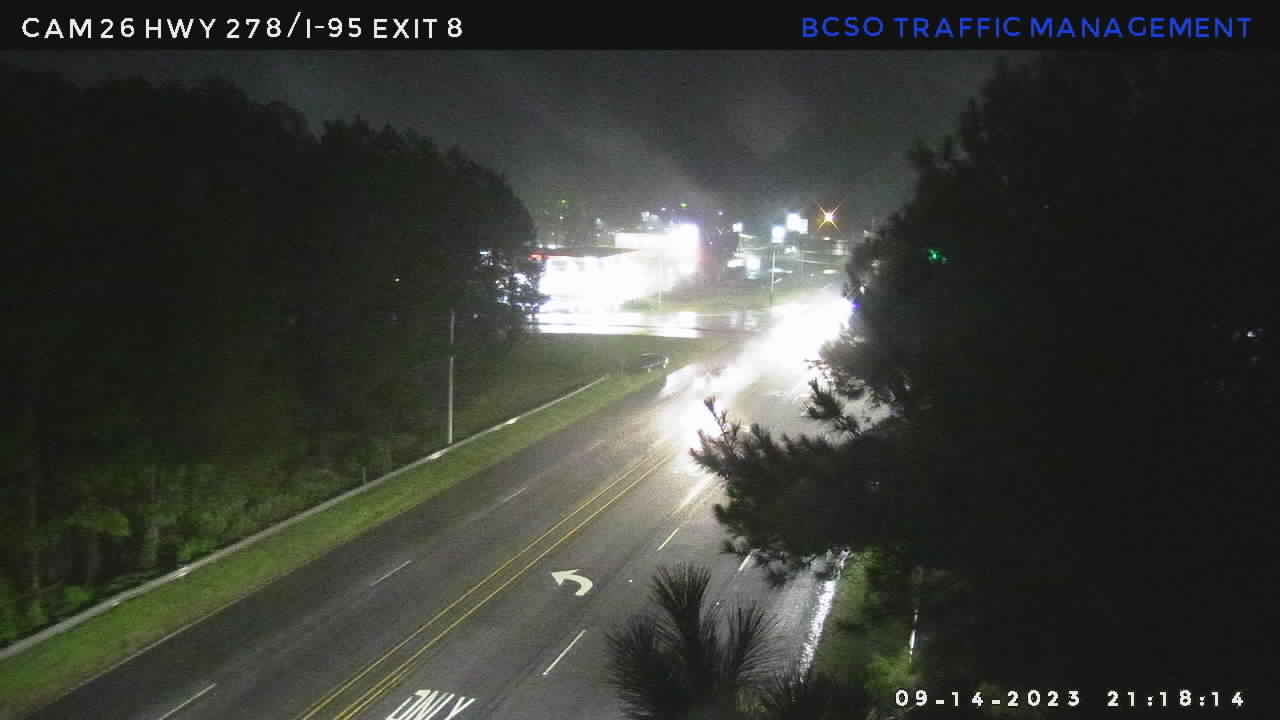 CAM 26 HWY 278/I-95 EXIT 8
BCSO TRAFFIC MANAGEMENT
ONLY
09-14-2023 21:18:14